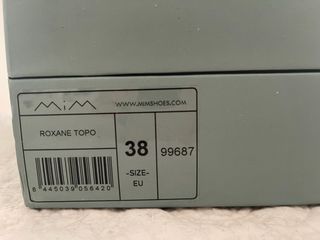 MiM WWW.MIMSHOES.COM
ROXANE TOPO
38
-SIZE-
EU
99687
8 445039 056420